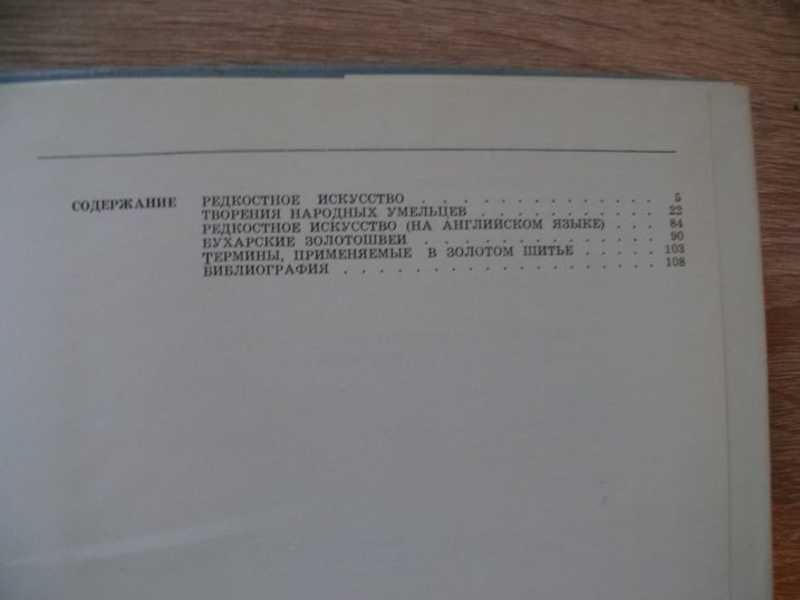 СОДЕРЖАНИЕ РЕДКОСТНОЕ ИСКУССТВО . . . . . . . . . . . . . 5
ТВОРЕНИЯ НАРОДНЫХ УМЕЛЬЦЕВ . . . . . . . . . . 22
РЕДКОСТНОЕ ИСКУССТВО (НА АНГЛИЙСКОМ ЯЗЫКЕ) . . . 84
БУХАРСКИЕ ЗОЛОТОШВЕИ . . . . . . . . . . . . . 90
ТЕРМИНЫ, ПРИМЕНЯЕМЫЕ В ЗОЛОТОМ ШИТЬЕ . . . . . 103
БИБЛИОГРАФИЯ . . . . . . . . . . . . . . . . . 108